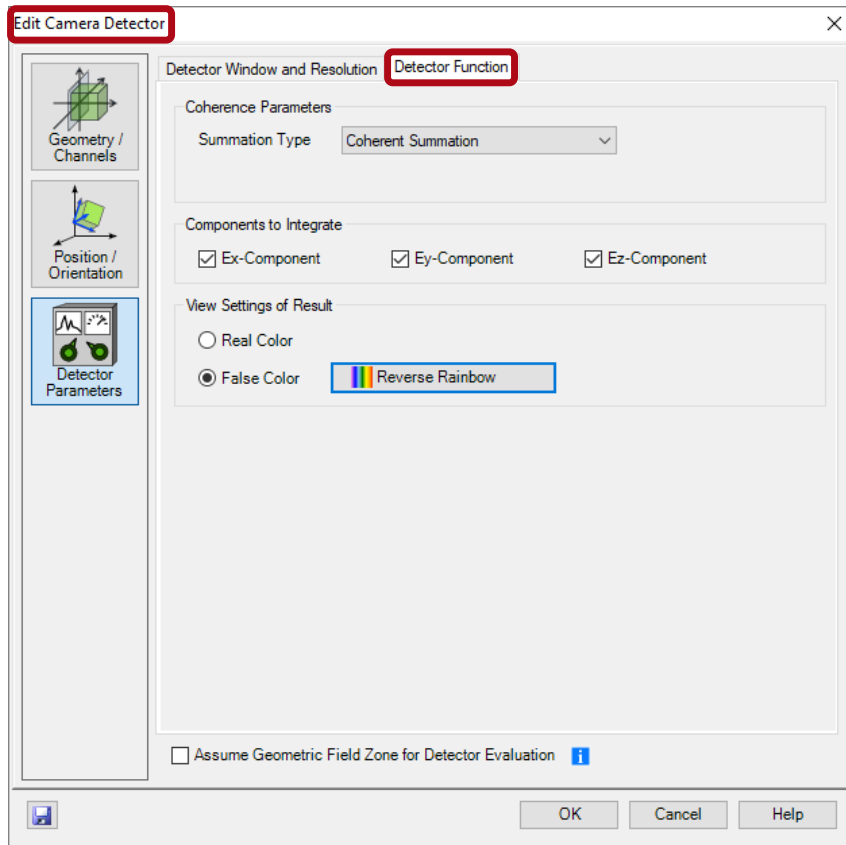 Edit Camera Detector
Geometry /
Channels
Position /
Orientation
Detector
Parameters
Detector Window and Resolution
Detector Function
Coherence Parameters
Summation Type
Coherent Summation
Components to Integrate
Ex-Component
Ey-Component
Ez-Component
View Settings of Result
Real Color
False Color
Reverse Rainbow
Assume Geometric Field Zone for Detector Evaluation
i
OK
Cancel
Help